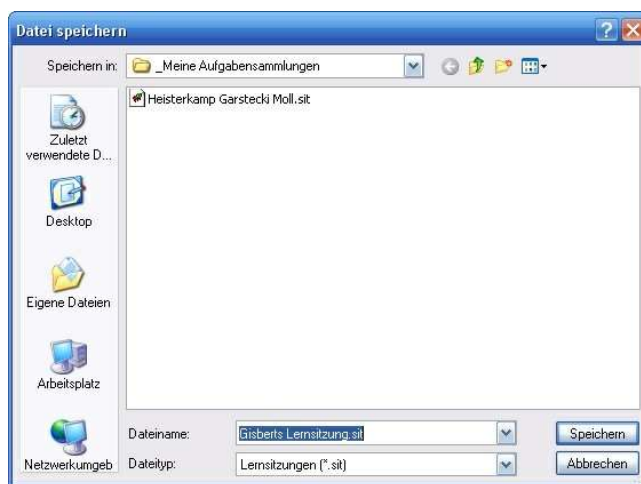 Datei speichern
Speichern in:
_Meine Aufgabensammlungen
Heisterkamp Garstecki Moll.sit
Zuletzt
verwendete D...
Desktop
Eigene Dateien
Arbeitsplatz
Netzwerkumgeb
Dateiname:
Gisberts Lernsitzung.sit
Speichern
Dateityp:
Lernsitzungen (*.sit)
Abbrechen